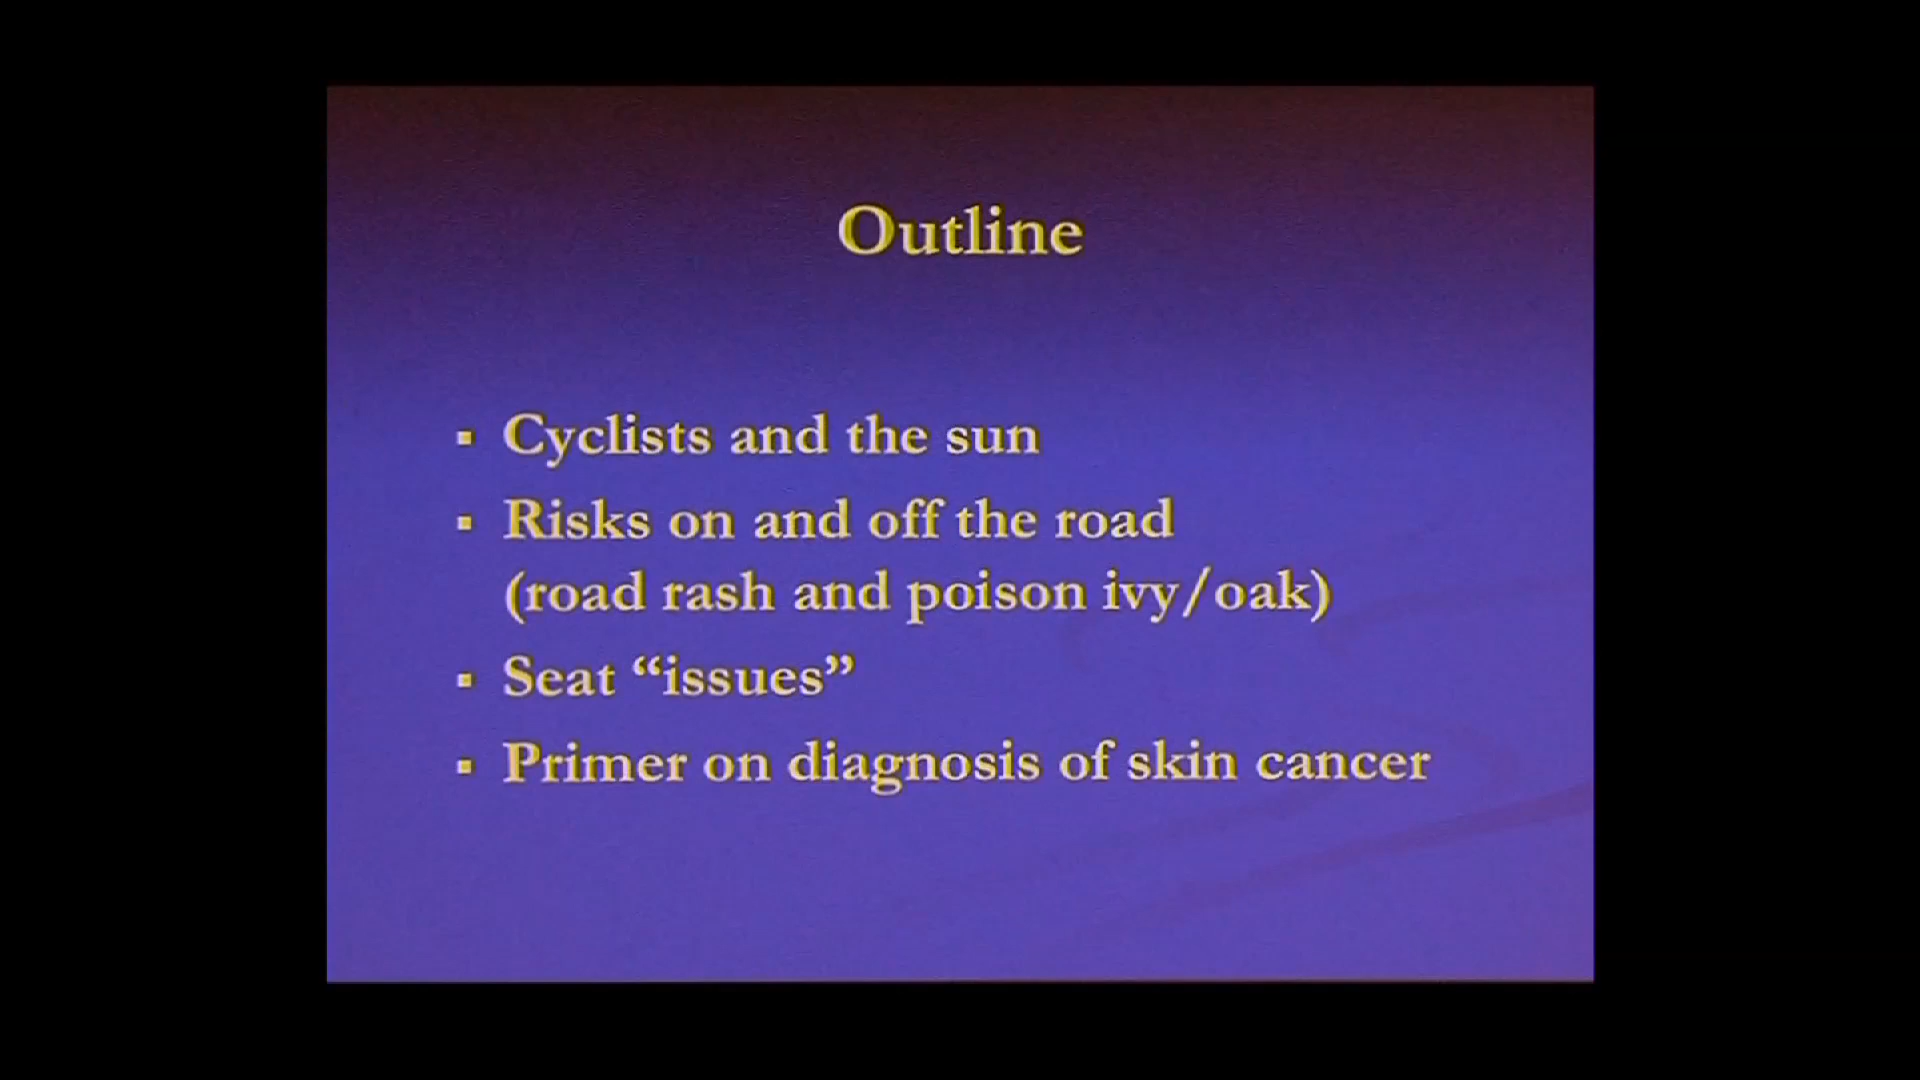 Outline
▪ Cyclists and the sun
▪ Risks on and off the road
(road rash and poison ivy/oak)
▪ Seat “issues”
▪ Primer on diagnosis of skin cancer